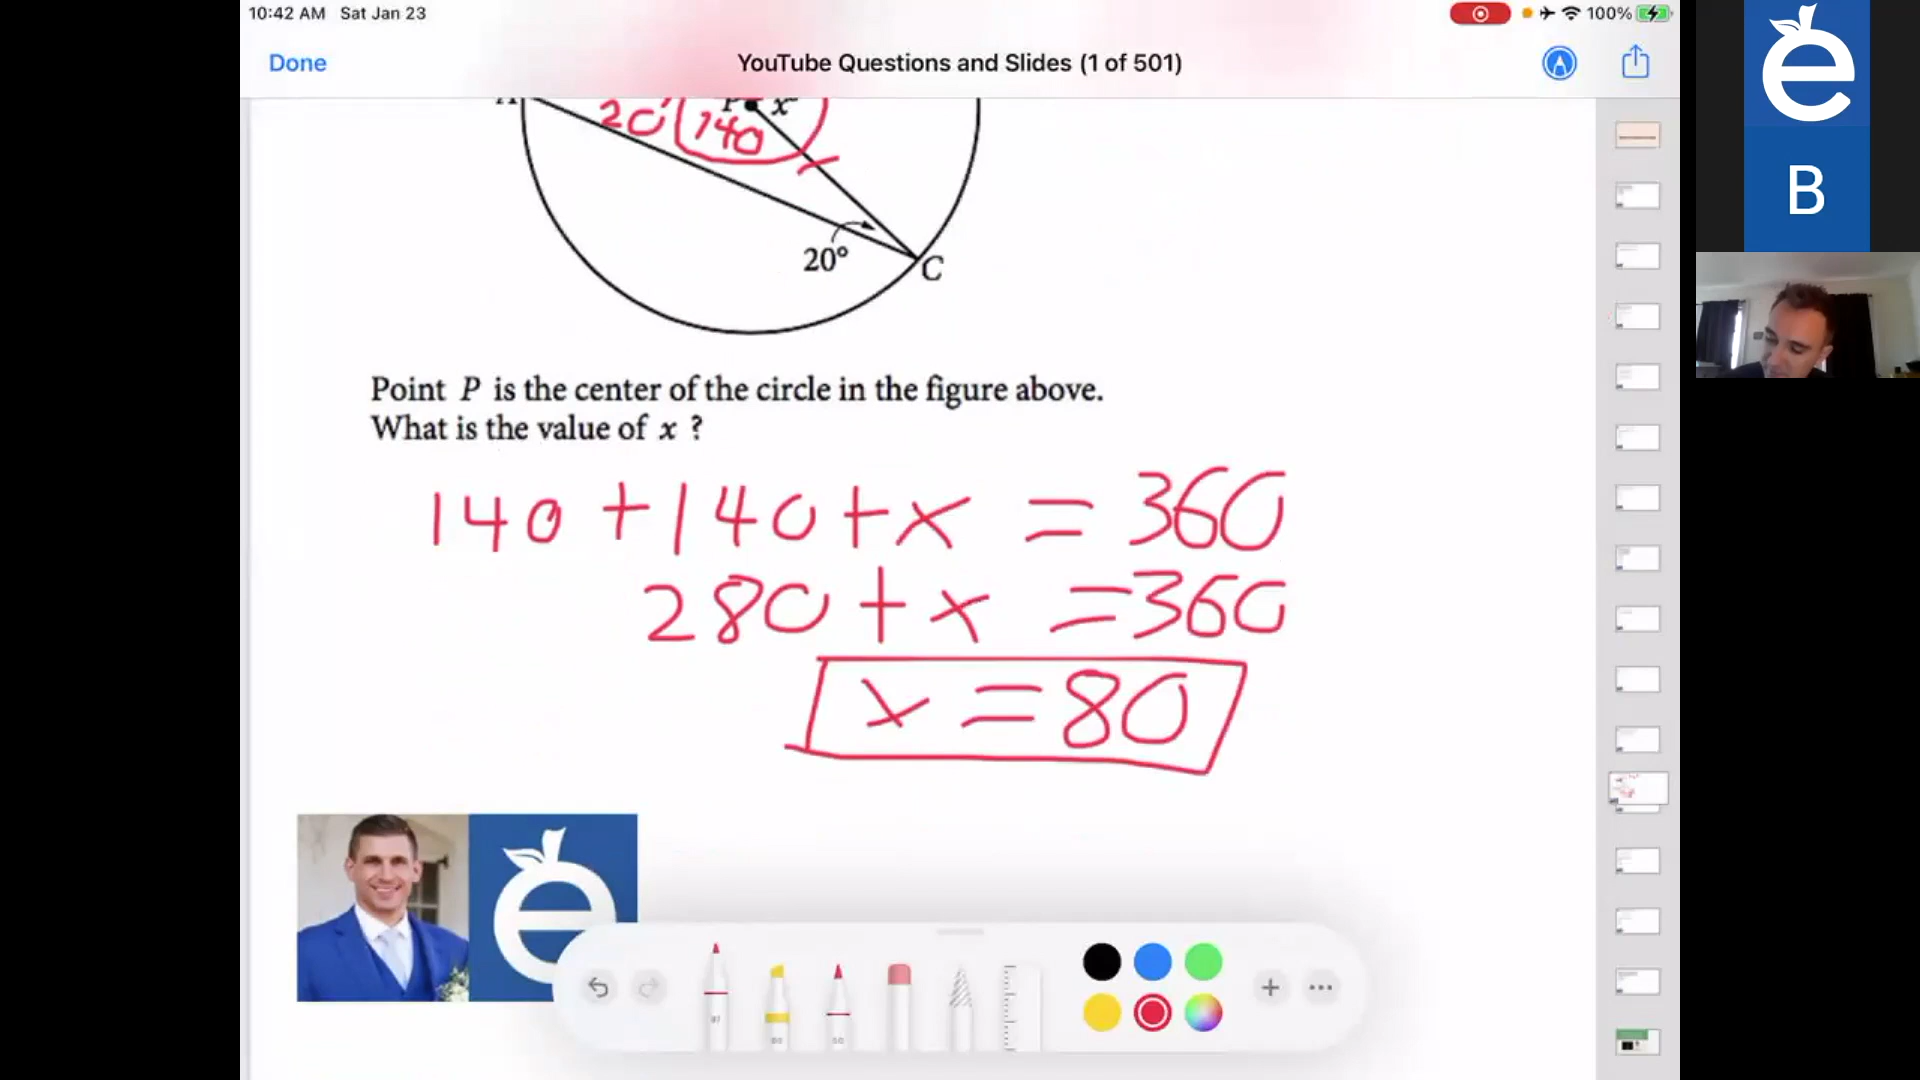 10:42 AM Sat Jan 23
100%
Done
YouTube Questions and Slides (1 of 501)
P x
20 140
20°
C
Point P is the center of the circle in the figure above.
What is the value of x ?
140 + 140 + x = 360
280 + x = 360
x = 80
e
B
e